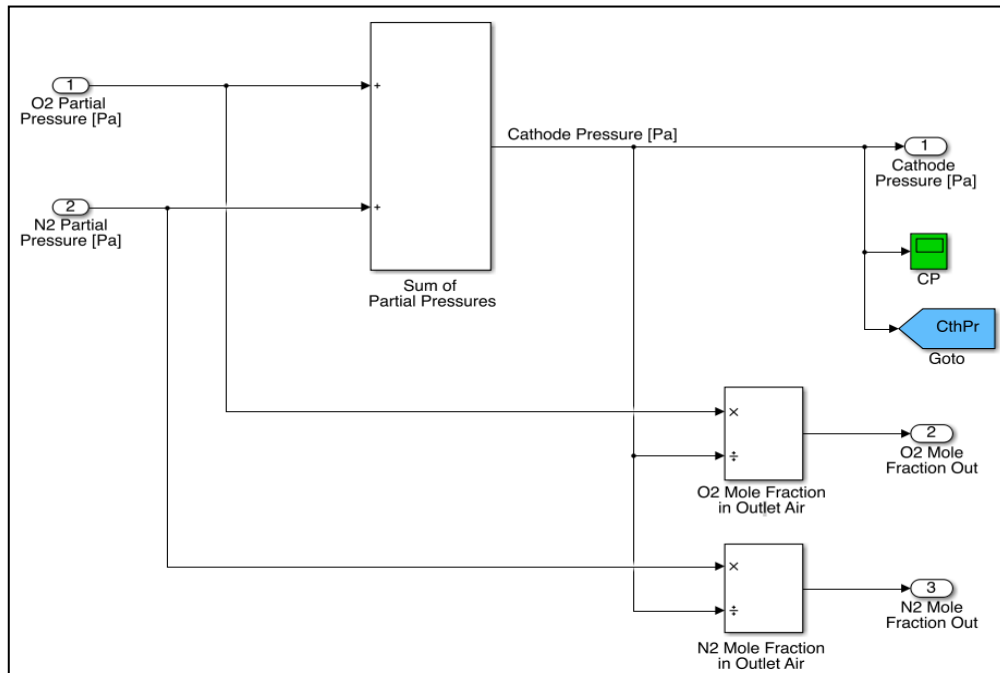 1
O2 Partial
Pressure [Pa]
2
N2 Partial
Pressure [Pa]
+
+
Sum of
Partial Pressures
Cathode Pressure [Pa]
1
Cathode
Pressure [Pa]
CP
CthPr
Goto
×
÷
O2 Mole Fraction
in Outlet Air
2
O2 Mole
Fraction Out
×
÷
N2 Mole Fraction
in Outlet Air
3
N2 Mole
Fraction Out